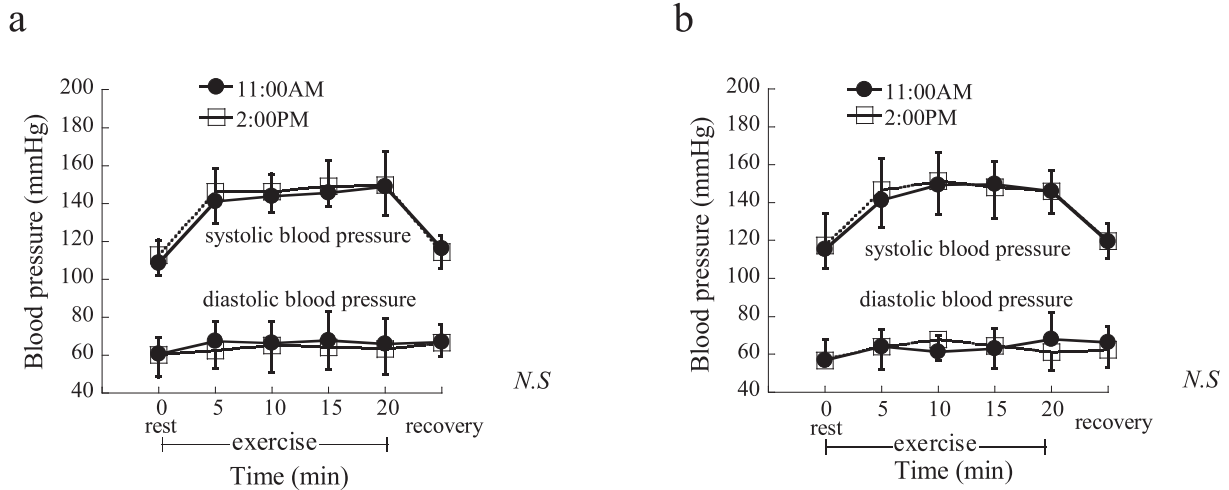 a
Blood pressure (mmHg)
200
180
160
140
120
100
80
60
40
11:00AM
2:00PM
systolic blood pressure
diastolic blood pressure
N.S
0 5 10 15 20
rest recovery
exercise
Time (min)
b
Blood pressure (mmHg)
200
180
160
140
120
100
80
60
40
11:00AM
2:00PM
systolic blood pressure
diastolic blood pressure
N.S
0 5 10 15 20
rest recovery
exercise
Time (min)